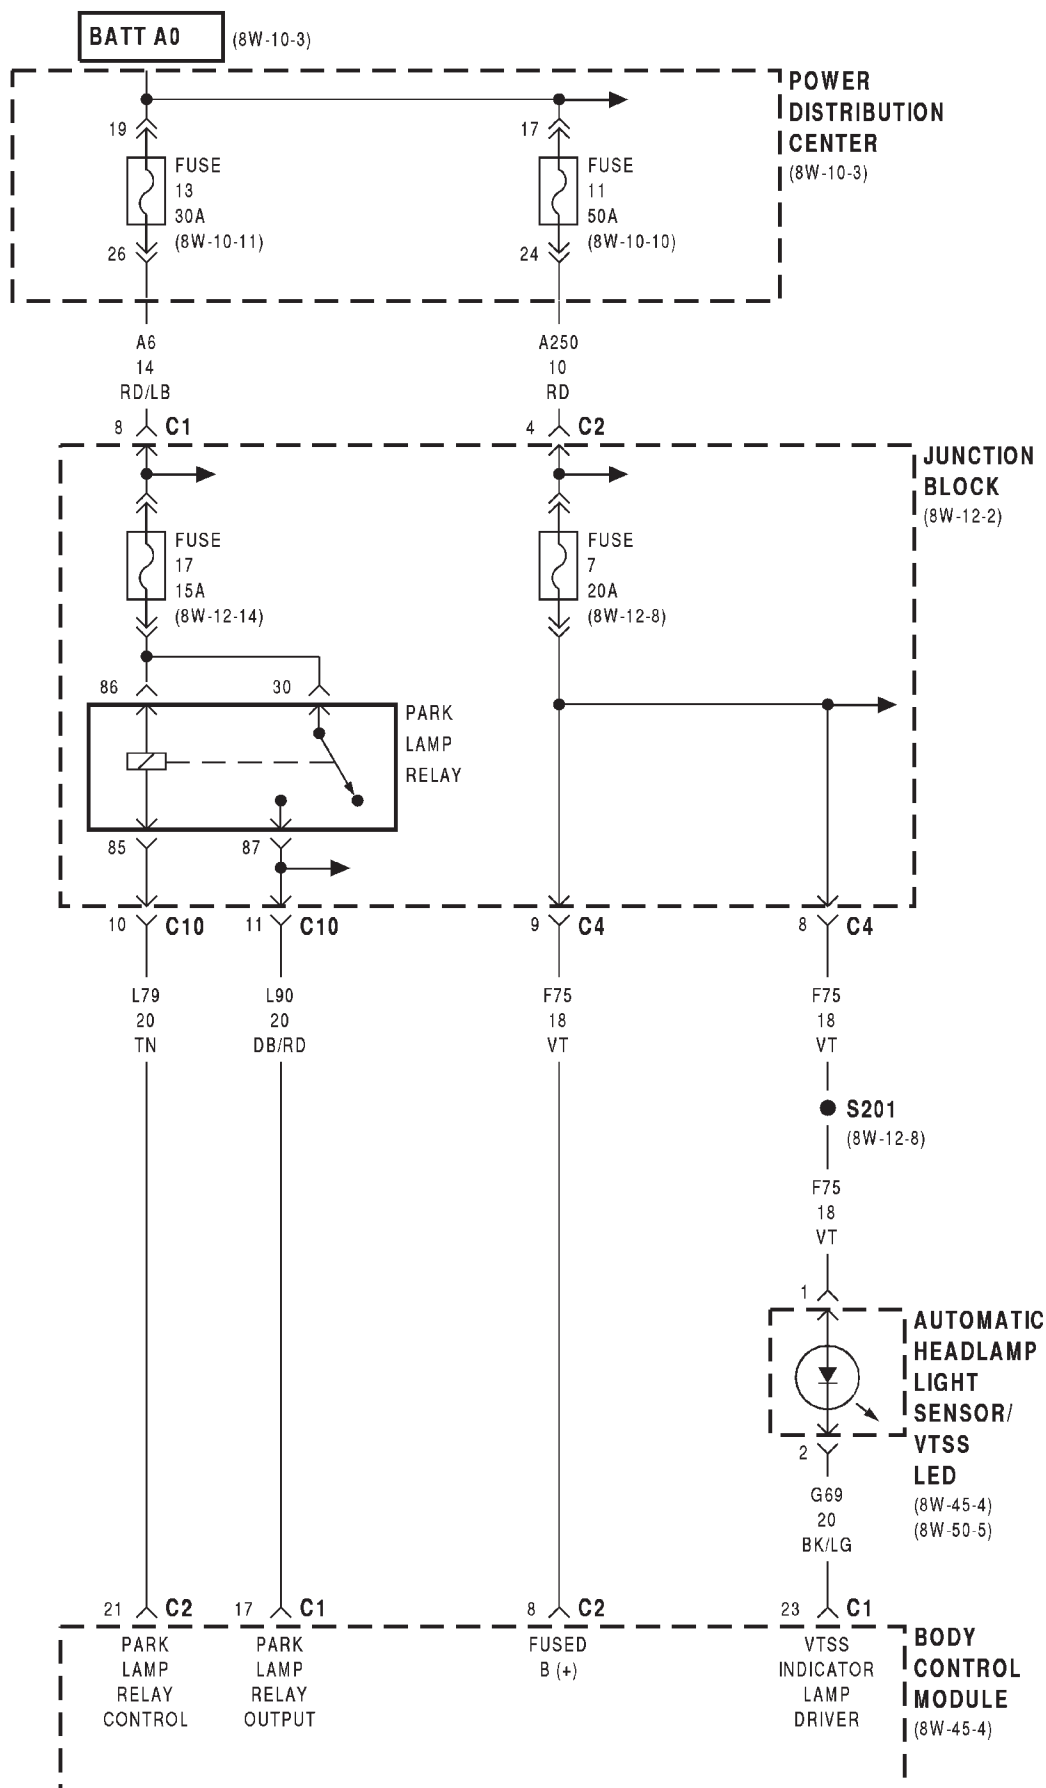 BATT A0 (8W-10-3)
POWER
DISTRIBUTION
CENTER
(8W-10-3)
19
FUSE
13
30A
(8W-10-11)
26
17
FUSE
11
50A
(8W-10-10)
24
A6
14
RD/LB
A250
10
RD
8 C1
4 C2
JUNCTION
BLOCK
(8W-12-2)
FUSE
17
15A
(8W-12-14)
FUSE
7
20A
(8W-12-8)
86
30
PARK
LAMP
RELAY
85
87
10 C10
11 C10
9 C4
8 C4
L79
20
TN
L90
20
DB/RD
F75
18
VT
F75
18
VT
S201
(8W-12-8)
F75
18
VT
1
AUTOMATIC
HEADLAMP
LIGHT
SENSOR/
VTSS
LED
(8W-45-4)
(8W-50-5)
2
G69
20
BK/LG
21 C2
17 C1
8 C2
23 C1
PARK
LAMP
RELAY
CONTROL
PARK
LAMP
RELAY
OUTPUT
FUSED
B (+)
VTSS
INDICATOR
LAMP
DRIVER
BODY
CONTROL
MODULE
(8W-45-4)